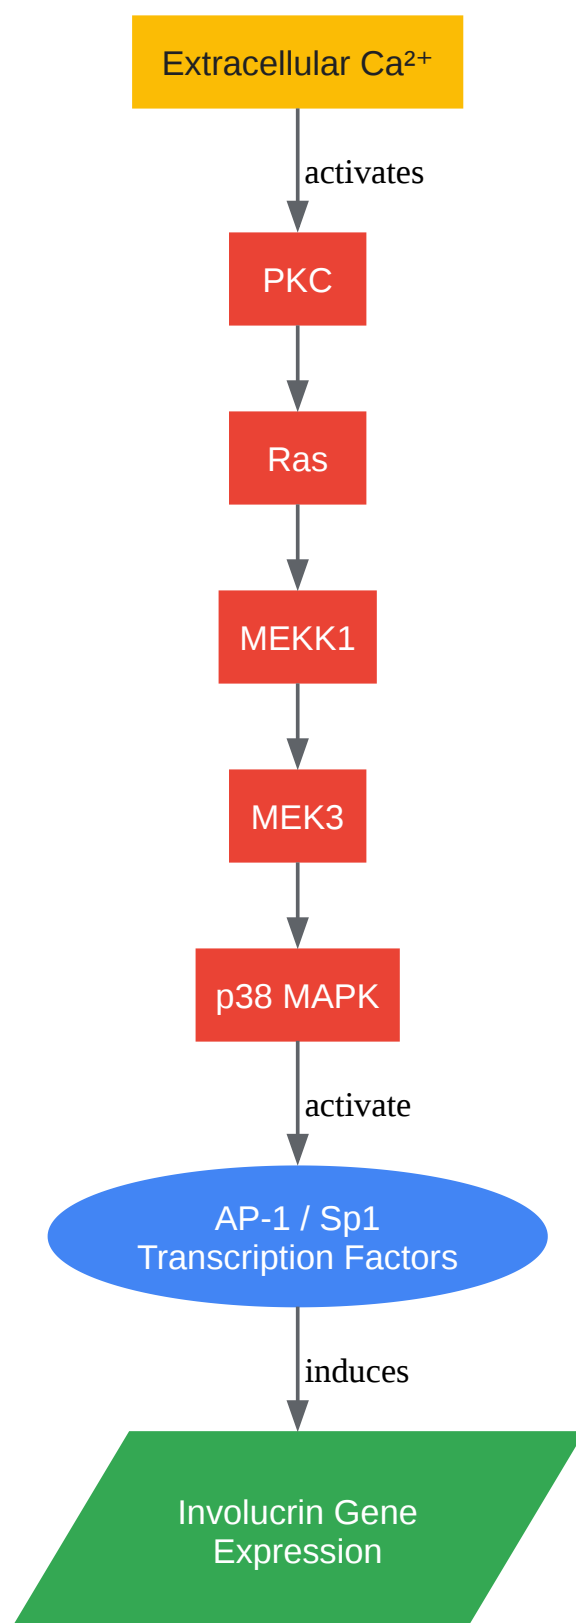 Extracellular Ca²⁺
activates
PKC
Ras
MEKK1
MEK3
p38 MAPK
activate
AP-1 / Sp1
Transcription Factors
induces
Involucrin Gene
Expression